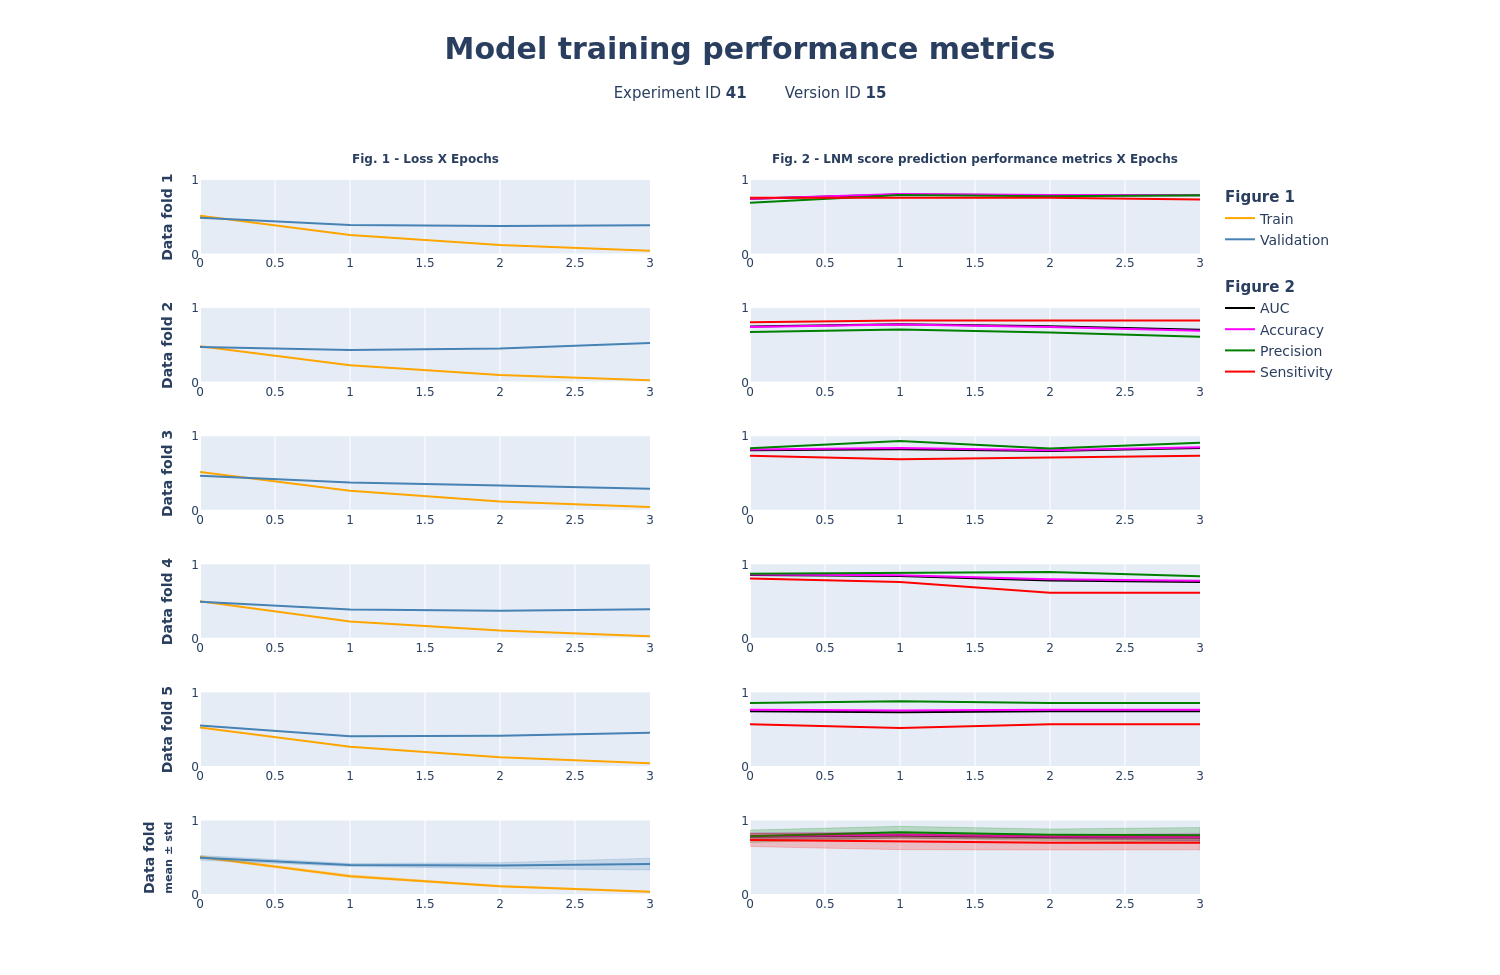 Model training performance metrics
Experiment ID 41 Version ID 15
Fig. 1 - Loss X Epochs
Fig. 2 - LNM score prediction performance metrics X Epochs
Data fold 1
1
0
0 0.5 1 1.5 2 2.5 3
1
0
0 0.5 1 1.5 2 2.5 3
Figure 1
Train
Validation
Figure 2
AUC
Accuracy
Precision
Sensitivity
Data fold 2
1
0
0 0.5 1 1.5 2 2.5 3
1
0
0 0.5 1 1.5 2 2.5 3
Data fold 3
1
0
0 0.5 1 1.5 2 2.5 3
1
0
0 0.5 1 1.5 2 2.5 3
Data fold 4
1
0
0 0.5 1 1.5 2 2.5 3
1
0
0 0.5 1 1.5 2 2.5 3
Data fold 5
1
0
0 0.5 1 1.5 2 2.5 3
1
0
0 0.5 1 1.5 2 2.5 3
Data fold
mean ± std
1
0
0 0.5 1 1.5 2 2.5 3
1
0
0 0.5 1 1.5 2 2.5 3